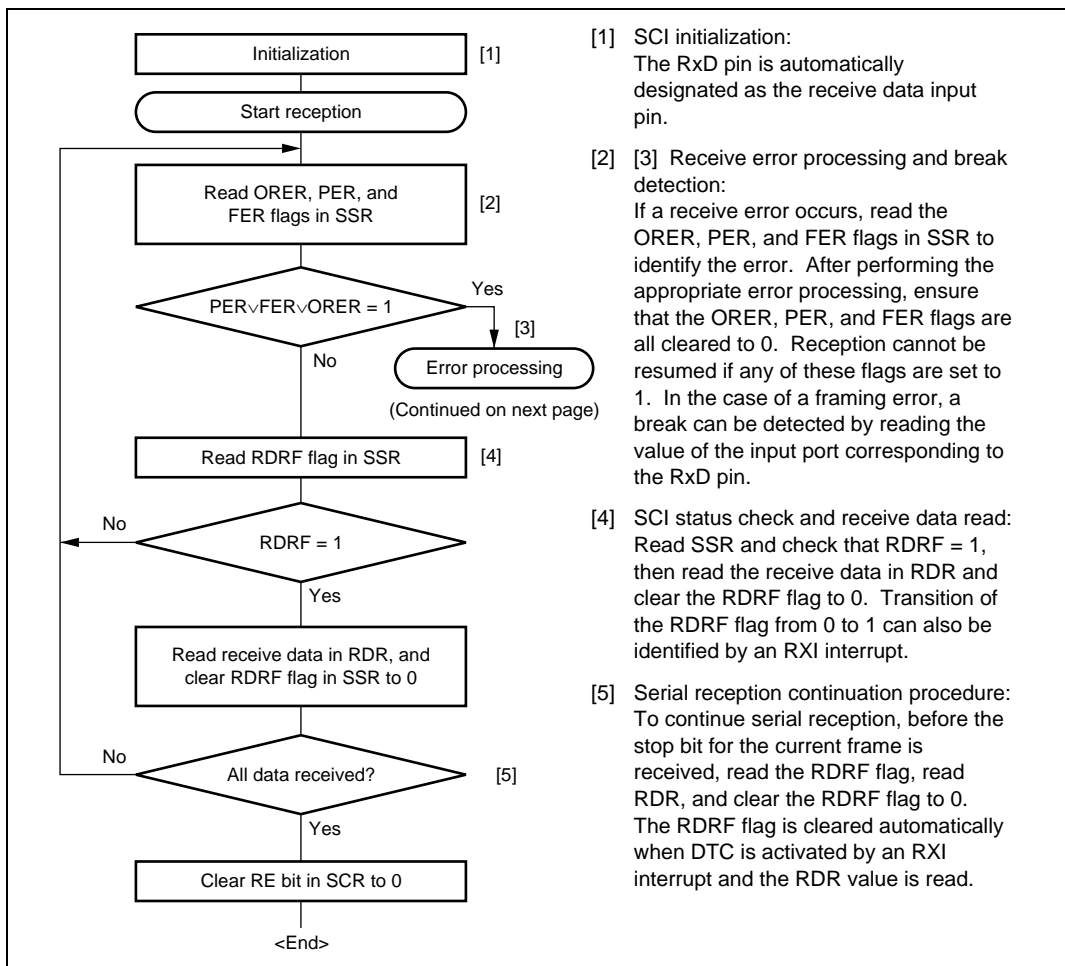 Initialization
[1]
Start reception
Read ORER, PER, and
FER flags in SSR
[2]
PER∨FER∨ORER = 1
Yes
[3]
Error processing
(Continued on next page)
No
Read RDRF flag in SSR
[4]
No
RDRF = 1
Yes
Read receive data in RDR, and
clear RDRF flag in SSR to 0
No
All data received?
[5]
Yes
Clear RE bit in SCR to 0
<End>
[1] SCI initialization:
The RxD pin is automatically
designated as the receive data input
pin.
[2] [3] Receive error processing and break
detection:
If a receive error occurs, read the
ORER, PER, and FER flags in SSR to
identify the error. After performing the
appropriate error processing, ensure
that the ORER, PER, and FER flags are
all cleared to 0. Reception cannot be
resumed if any of these flags are set to
1. In the case of a framing error, a
break can be detected by reading the
value of the input port corresponding to
the RxD pin.
[4] SCI status check and receive data read:
Read SSR and check that RDRF = 1,
then read the receive data in RDR and
clear the RDRF flag to 0. Transition of
the RDRF flag from 0 to 1 can also be
identified by an RXI interrupt.
[5] Serial reception continuation procedure:
To continue serial reception, before the
stop bit for the current frame is
received, read the RDRF flag, read
RDR, and clear the RDRF flag to 0.
The RDRF flag is cleared automatically
when DTC is activated by an RXI
interrupt and the RDR value is read.